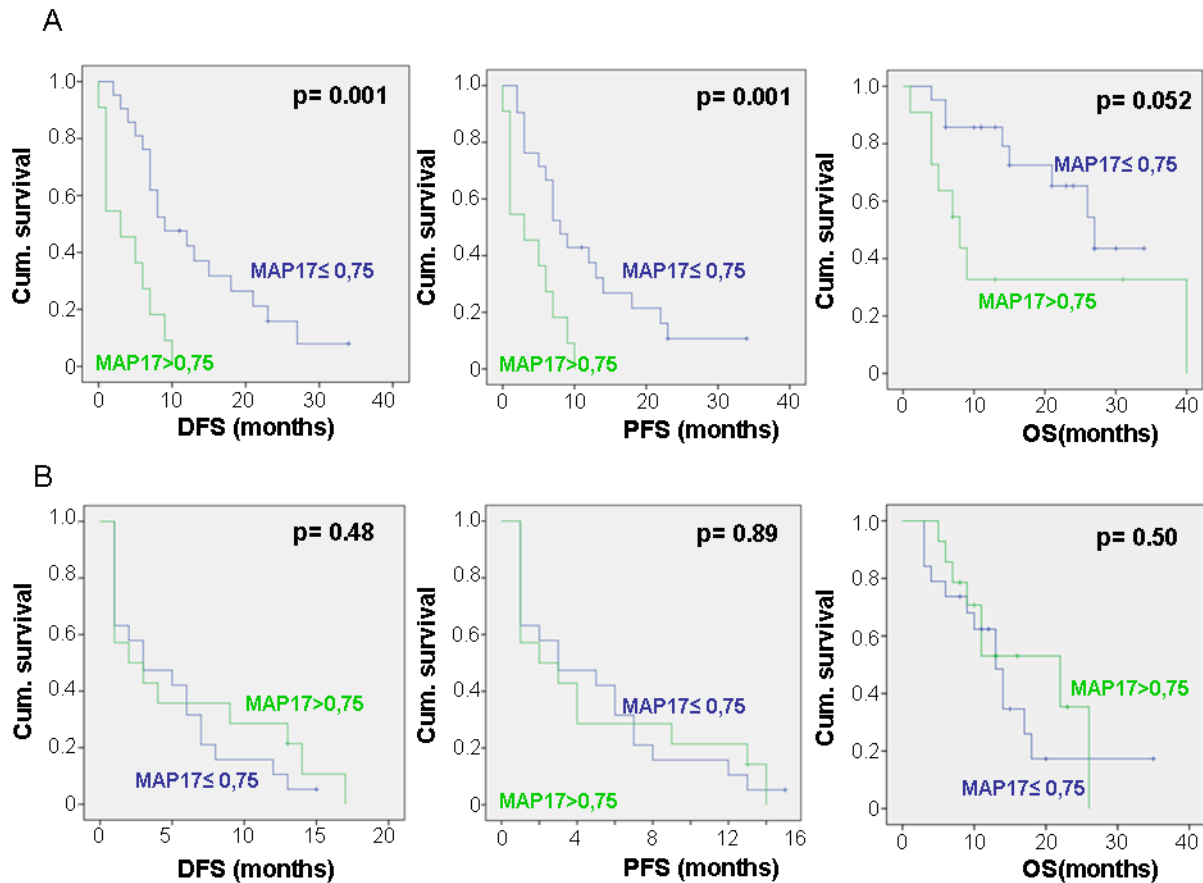 A
p= 0.001
1.0
0.8
0.6
0.4
0.2
0
Cum. survival
MAP17≤ 0,75
MAP17>0,75
0 10 20 30 40
DFS (months)
p= 0.001
1.0
0.8
0.6
0.4
0.2
0
Cum. survival
MAP17≤ 0,75
MAP17>0,75
0 10 20 30 40
PFS (months)
p= 0.052
1.0
0.8
0.6
0.4
0.2
0
Cum. survival
MAP17≤ 0,75
MAP17>0,75
0 10 20 30 40
OS(months)
B
p= 0.48
1.0
0.8
0.6
0.4
0.2
0
Cum. survival
MAP17>0,75
MAP17≤ 0,75
0 5 10 15 20
DFS (months)
p= 0.89
1.0
0.8
0.6
0.4
0.2
0
Cum. survival
MAP17≤ 0,75
MAP17>0,75
0 4 8 12 16
PFS (months)
p= 0.50
1.0
0.8
0.6
0.4
0.2
0
Cum. survival
MAP17>0,75
MAP17≤ 0,75
0 10 20 30 40
OS(months)